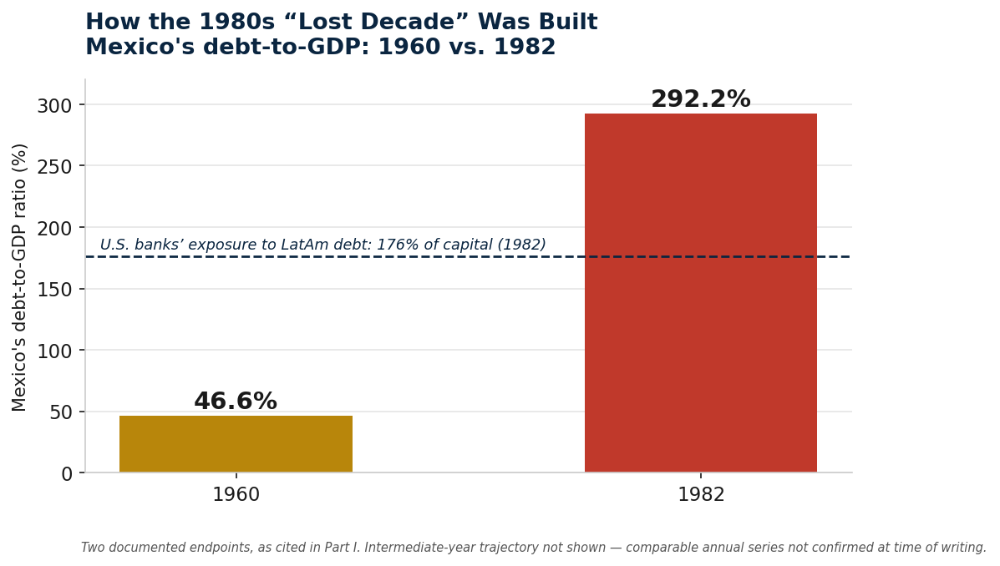 How the 1980s “Lost Decade” Was Built
Mexico's debt-to-GDP: 1960 vs. 1982
Mexico's debt-to-GDP ratio (%)
300
250
200
150
100
50
0
292.2%
U.S. banks’ exposure to LatAm debt: 176% of capital (1982)
46.6%
1960
1982
Two documented endpoints, as cited in Part I. Intermediate-year trajectory not shown — comparable annual series not confirmed at time of writing.